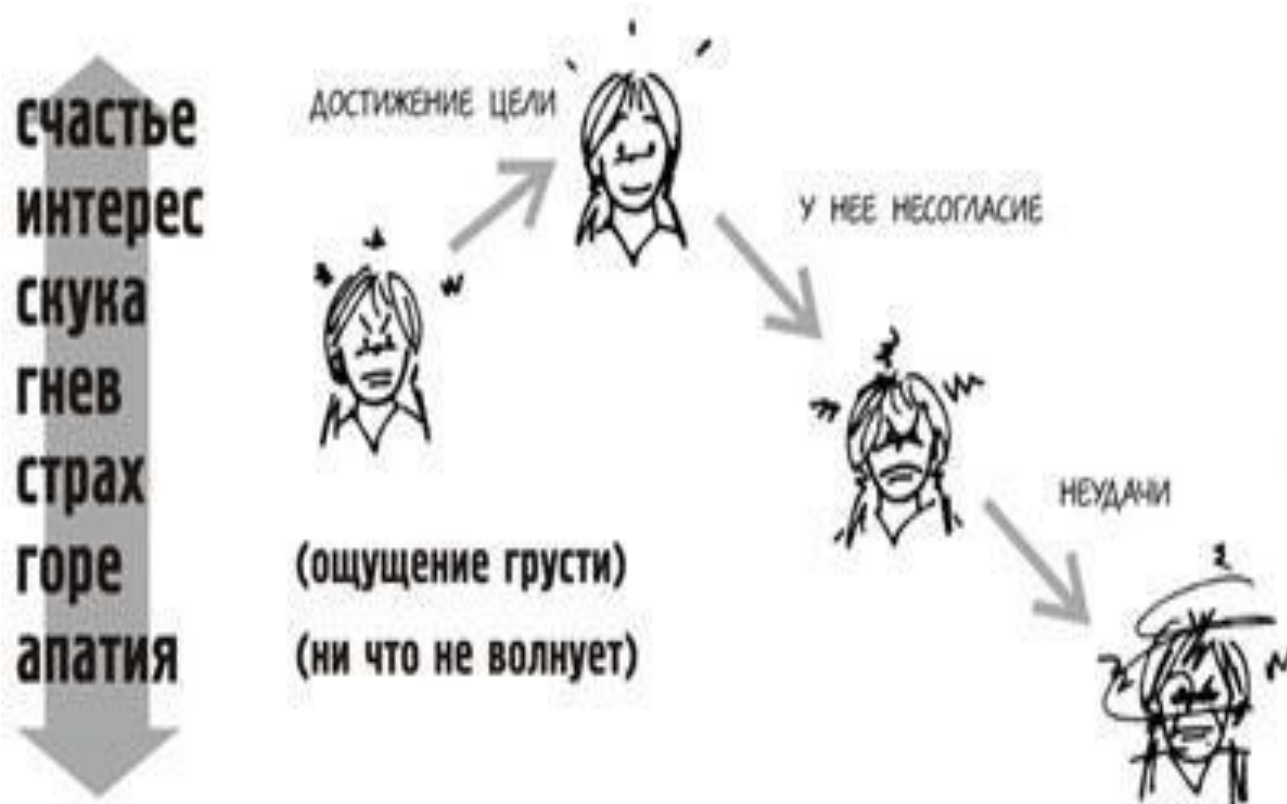 счастье
интерес
скука
гнев
страх
горе
(ощущение грусти)
апатия
(ни что не волнует)
ДОСТИЖЕНИЕ ЦЕЛИ
У НЕЕ НЕСОГЛАСИЕ
НЕУДАЧИ